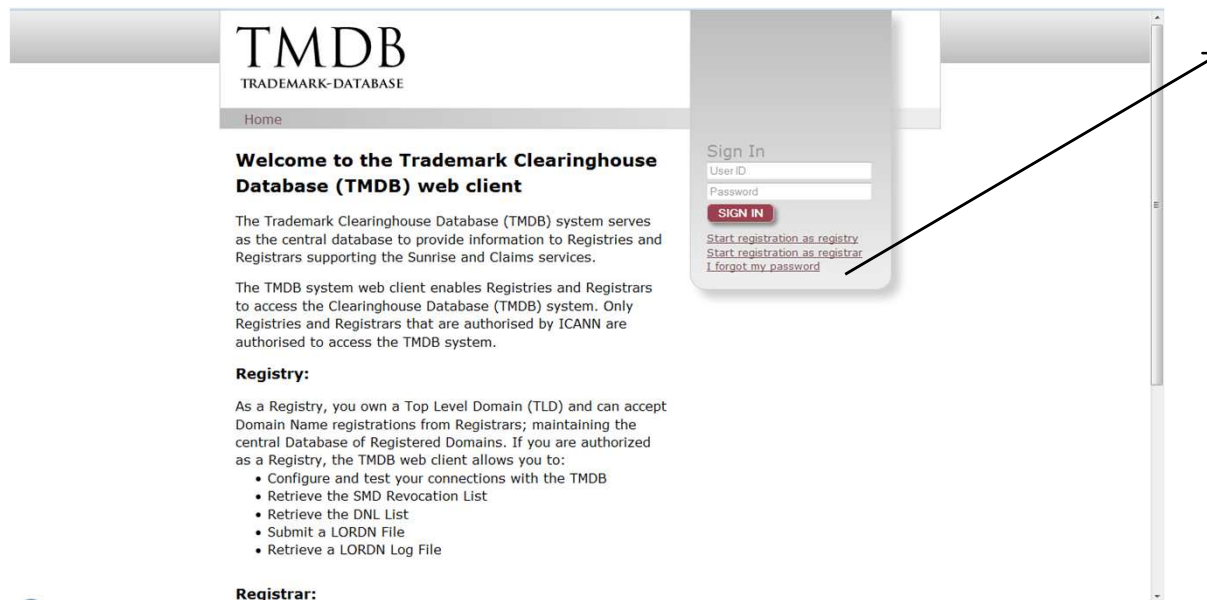 TMDB
TRADEMARK-DATABASE
Home
Welcome to the Trademark Clearinghouse
Database (TMDB) web client
The Trademark Clearinghouse Database (TMDB) system serves
as the central database to provide information to Registries and
Registrars supporting the Sunrise and Claims services.
The TMDB system web client enables Registries and Registrars
to access the Clearinghouse Database (TMDB) system. Only
Registries and Registrars that are authorised by ICANN are
authorised to access the TMDB system.
Registry:
As a Registry, you own a Top Level Domain (TLD) and can accept
Domain Name registrations from Registrars; maintaining the
central Database of Registered Domains. If you are authorized
as a Registry, the TMDB web client allows you to:
• Configure and test your connections with the TMDB
• Retrieve the SMD Revocation List
• Retrieve the DNL List
• Submit a LORDN File
• Retrieve a LORDN Log File
Registrar:
Sign In
User ID
Password
SIGN IN
Start registration as registry
Start registration as registrar
I forgot my password